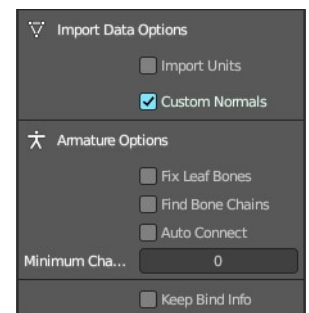 Import Data Options
Import Units
Custom Normals
Armature Options
Fix Leaf Bones
Find Bone Chains
Auto Connect
Minimum Cha... 0
Keep Bind Info